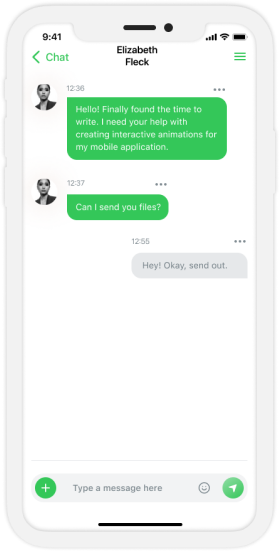 9:41
Chat
Elizabeth
Fleck
12:36
Hello! Finally found the time to
write. I need your help with
creating interactive animations for
my mobile application.
12:37
Can I send you files?
12:55
Hey! Okay, send out.
Type a message here